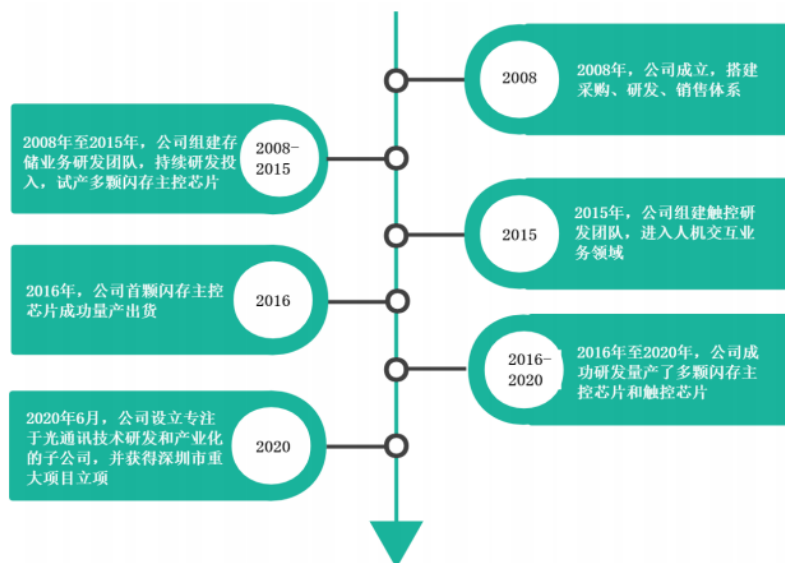 2008
2008年，公司成立，搭建
采购、研发、销售体系
2008年至2015年，公司组建存
储业务研发团队，持续研发投
入，试产多颗闪存主控芯片
2008-
2015
2015
2015年，公司组建触控研
发团队，进入人机交互业
务领域
2016年，公司首颗闪存主控
芯片成功量产出货
2016
2016-
2020
2016年至2020年，公司成
功研发量产了多颗闪存主
控芯片和触控芯片
2020年6月，公司设立专注
于光通讯技术研发和产业化
的子公司，并获得深圳市重
大项目立项
2020